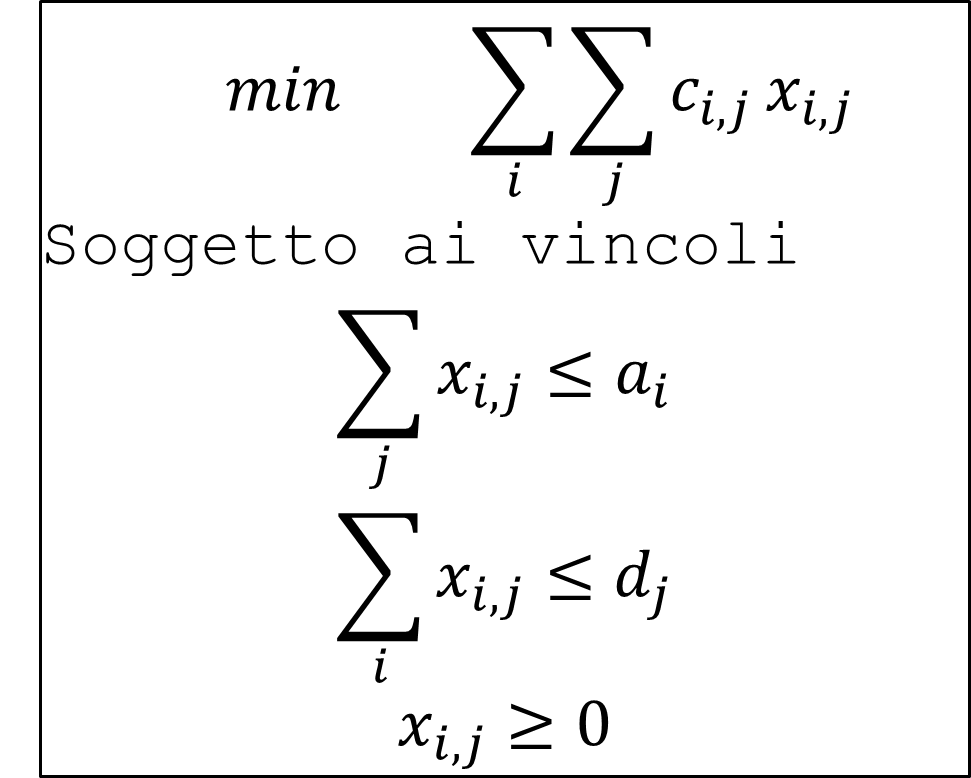 min ∑_i ∑_j c_{i,j} x_{i,j}
Soggetto ai vincoli
∑_j x_{i,j} ≤ a_i
∑_i x_{i,j} ≤ d_j
x_{i,j} ≥ 0